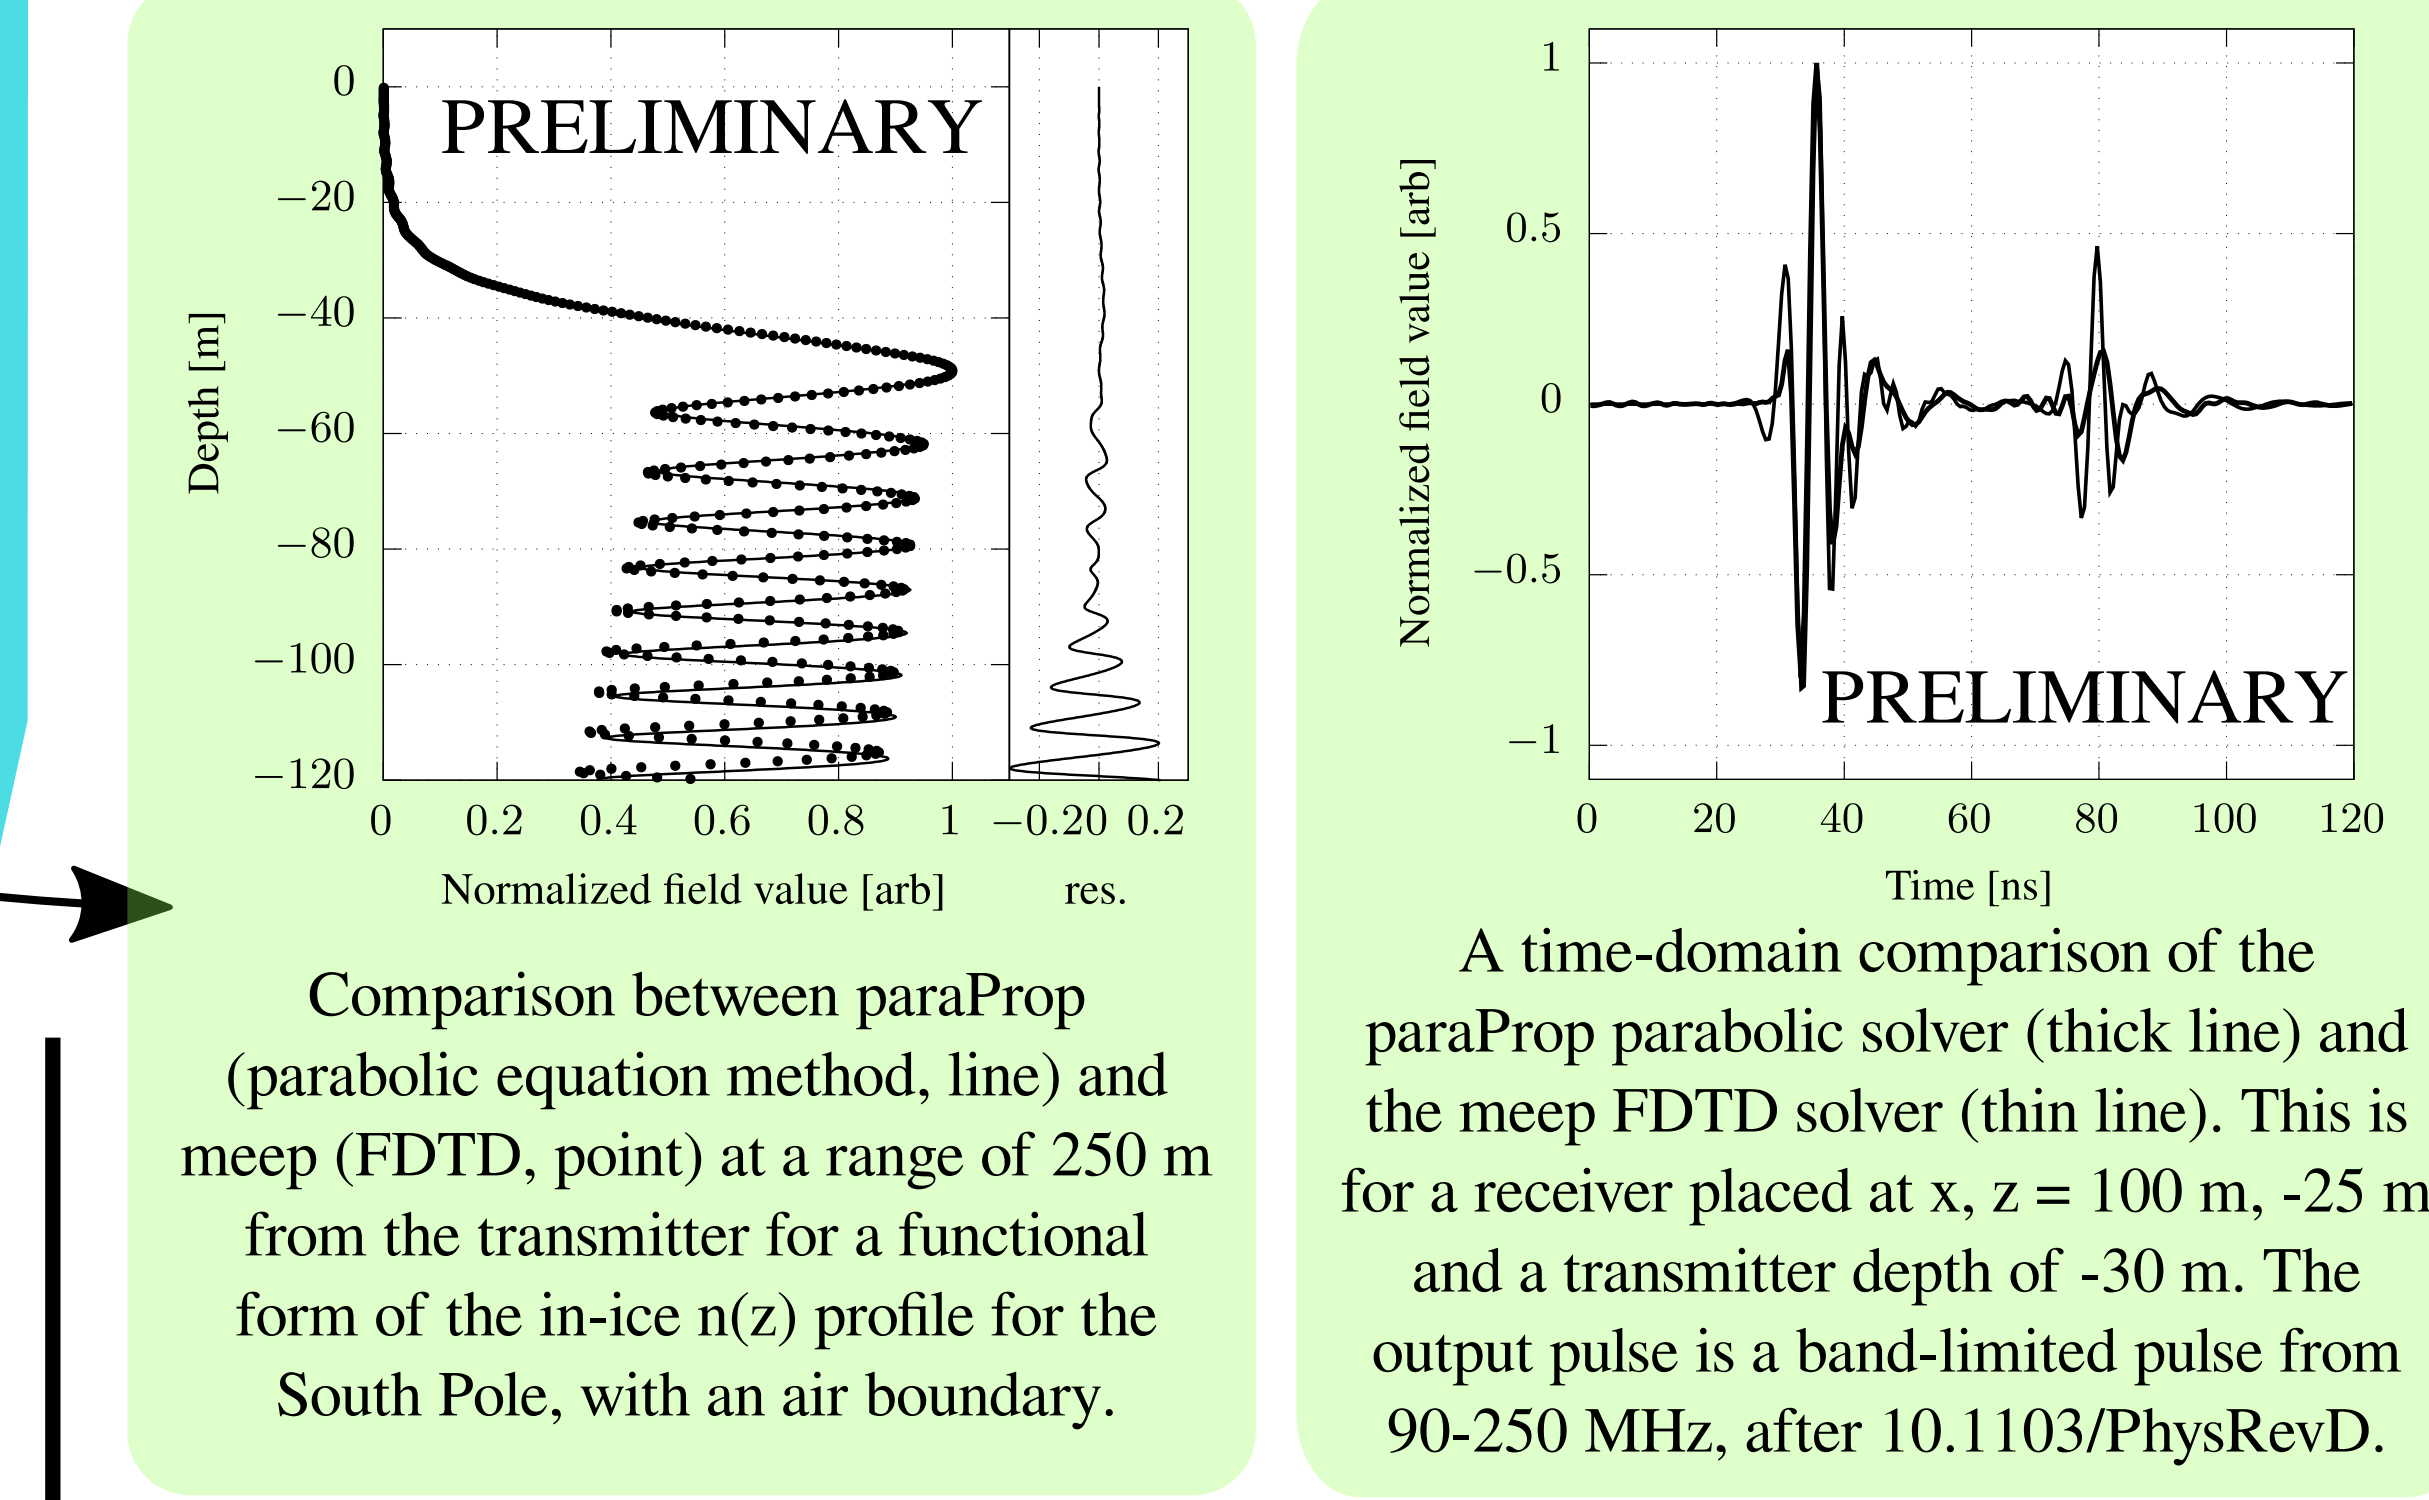 PRELIMINARY
0
−20
−40
−60
−80
−100
−120
Depth [m]
0 0.2 0.4 0.6 0.8 1 −0.2 0 0.2
Normalized field value [arb] res.
Comparison between paraProp
(parabolic equation method, line) and
meep (FDTD, point) at a range of 250 m
from the transmitter for a functional
form of the in-ice n(z) profile for the
South Pole, with an air boundary.
1
0.5
0
−0.5
−1
Normalized field value [arb]
PRELIMINARY
0 20 40 60 80 100 120
Time [ns]
A time-domain comparison of the
paraProp parabolic solver (thick line) and
the meep FDTD solver (thin line). This is
for a receiver placed at x, z = 100 m, -25 m
and a transmitter depth of -30 m. The
output pulse is a band-limited pulse from
90-250 MHz, after 10.1103/PhysRevD.